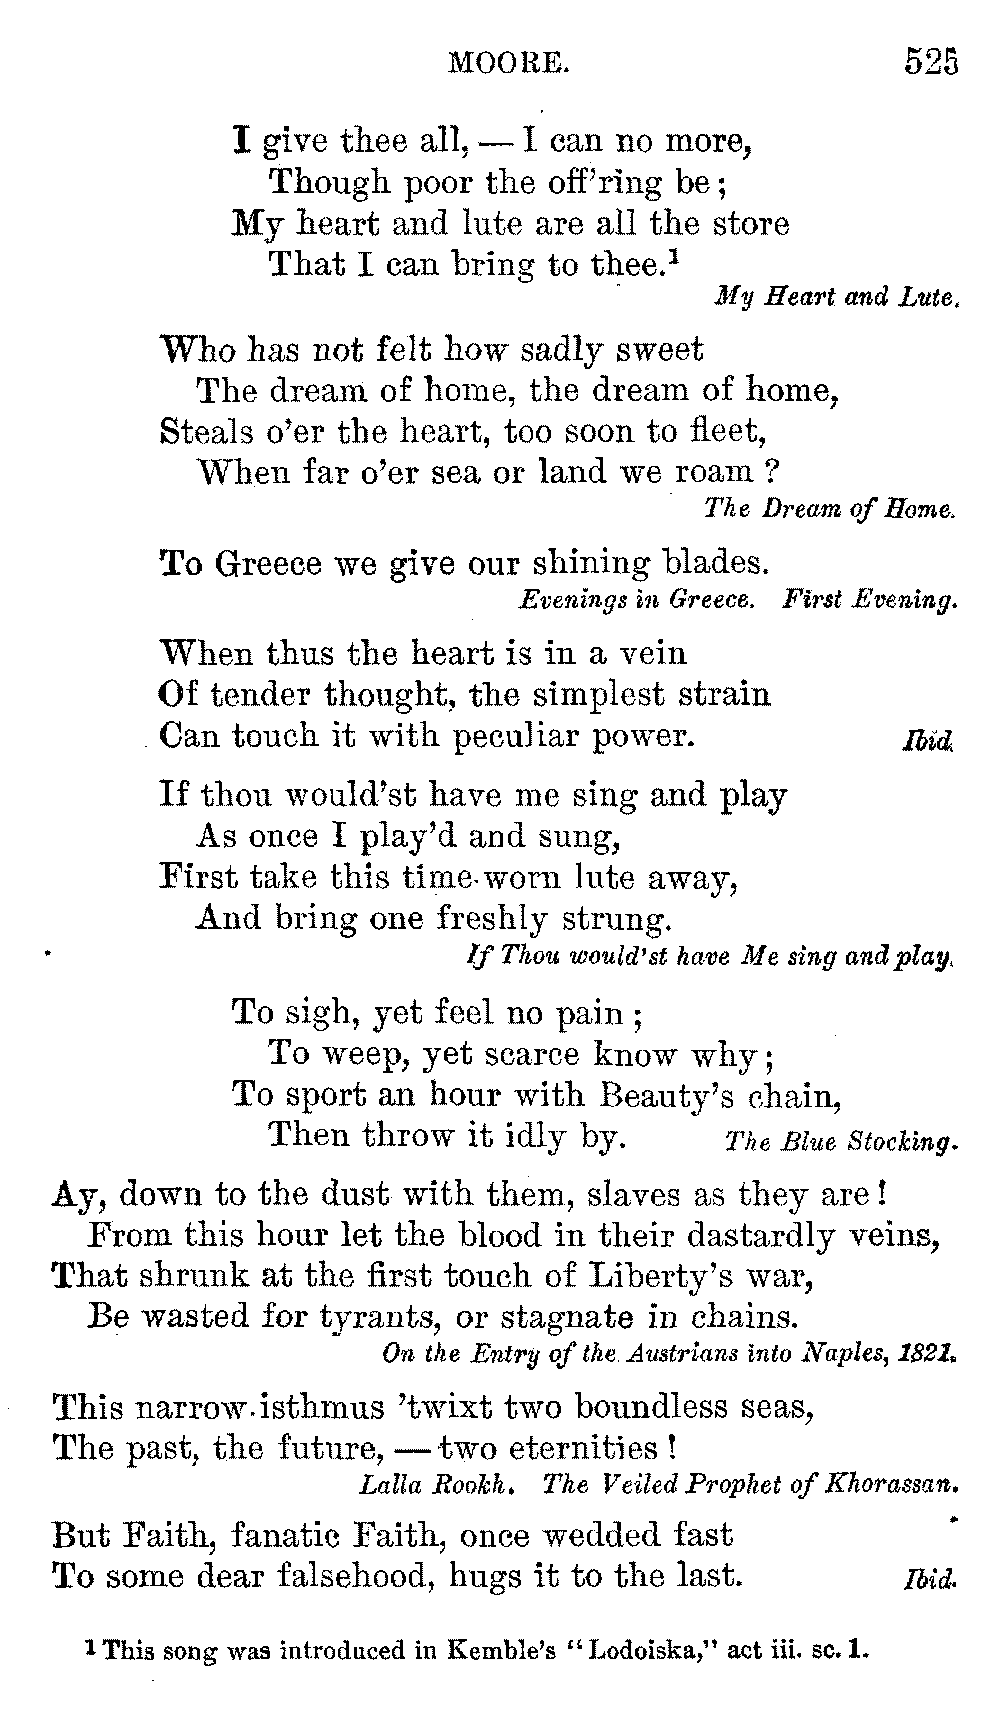 MOORE. 525
I give thee all, — I can no more,
Though poor the off'ring be;
My heart and lute are all the store
That I can bring to thee.¹
My Heart and Lute.
Who has not felt how sadly sweet
The dream of home, the dream of home,
Steals o'er the heart, too soon to fleet,
When far o'er sea or land we roam ?
The Dream of Home.
To Greece we give our shining blades.
Evenings in Greece. First Evening.
When thus the heart is in a vein
Of tender thought, the simplest strain
Can touch it with peculiar power. Ibid.
If thou would'st have me sing and play
As once I play'd and sung,
First take this time-worn lute away,
And bring one freshly strung.
If Thou would'st have Me sing and play.
To sigh, yet feel no pain ;
To weep, yet scarce know why;
To sport an hour with Beauty's chain,
Then throw it idly by. The Blue Stocking.
Ay, down to the dust with them, slaves as they are !
From this hour let the blood in their dastardly veins,
That shrunk at the first touch of Liberty's war,
Be wasted for tyrants, or stagnate in chains.
On the Entry of the Austrians into Naples, 1821.
This narrow isthmus 'twixt two boundless seas,
The past, the future, — two eternities !
Lalla Rookh. The Veiled Prophet of Khorassan.
But Faith, fanatic Faith, once wedded fast
To some dear falsehood, hugs it to the last. Ibid.
¹ This song was introduced in Kemble's "Lodoiska," act iii. sc. 1.